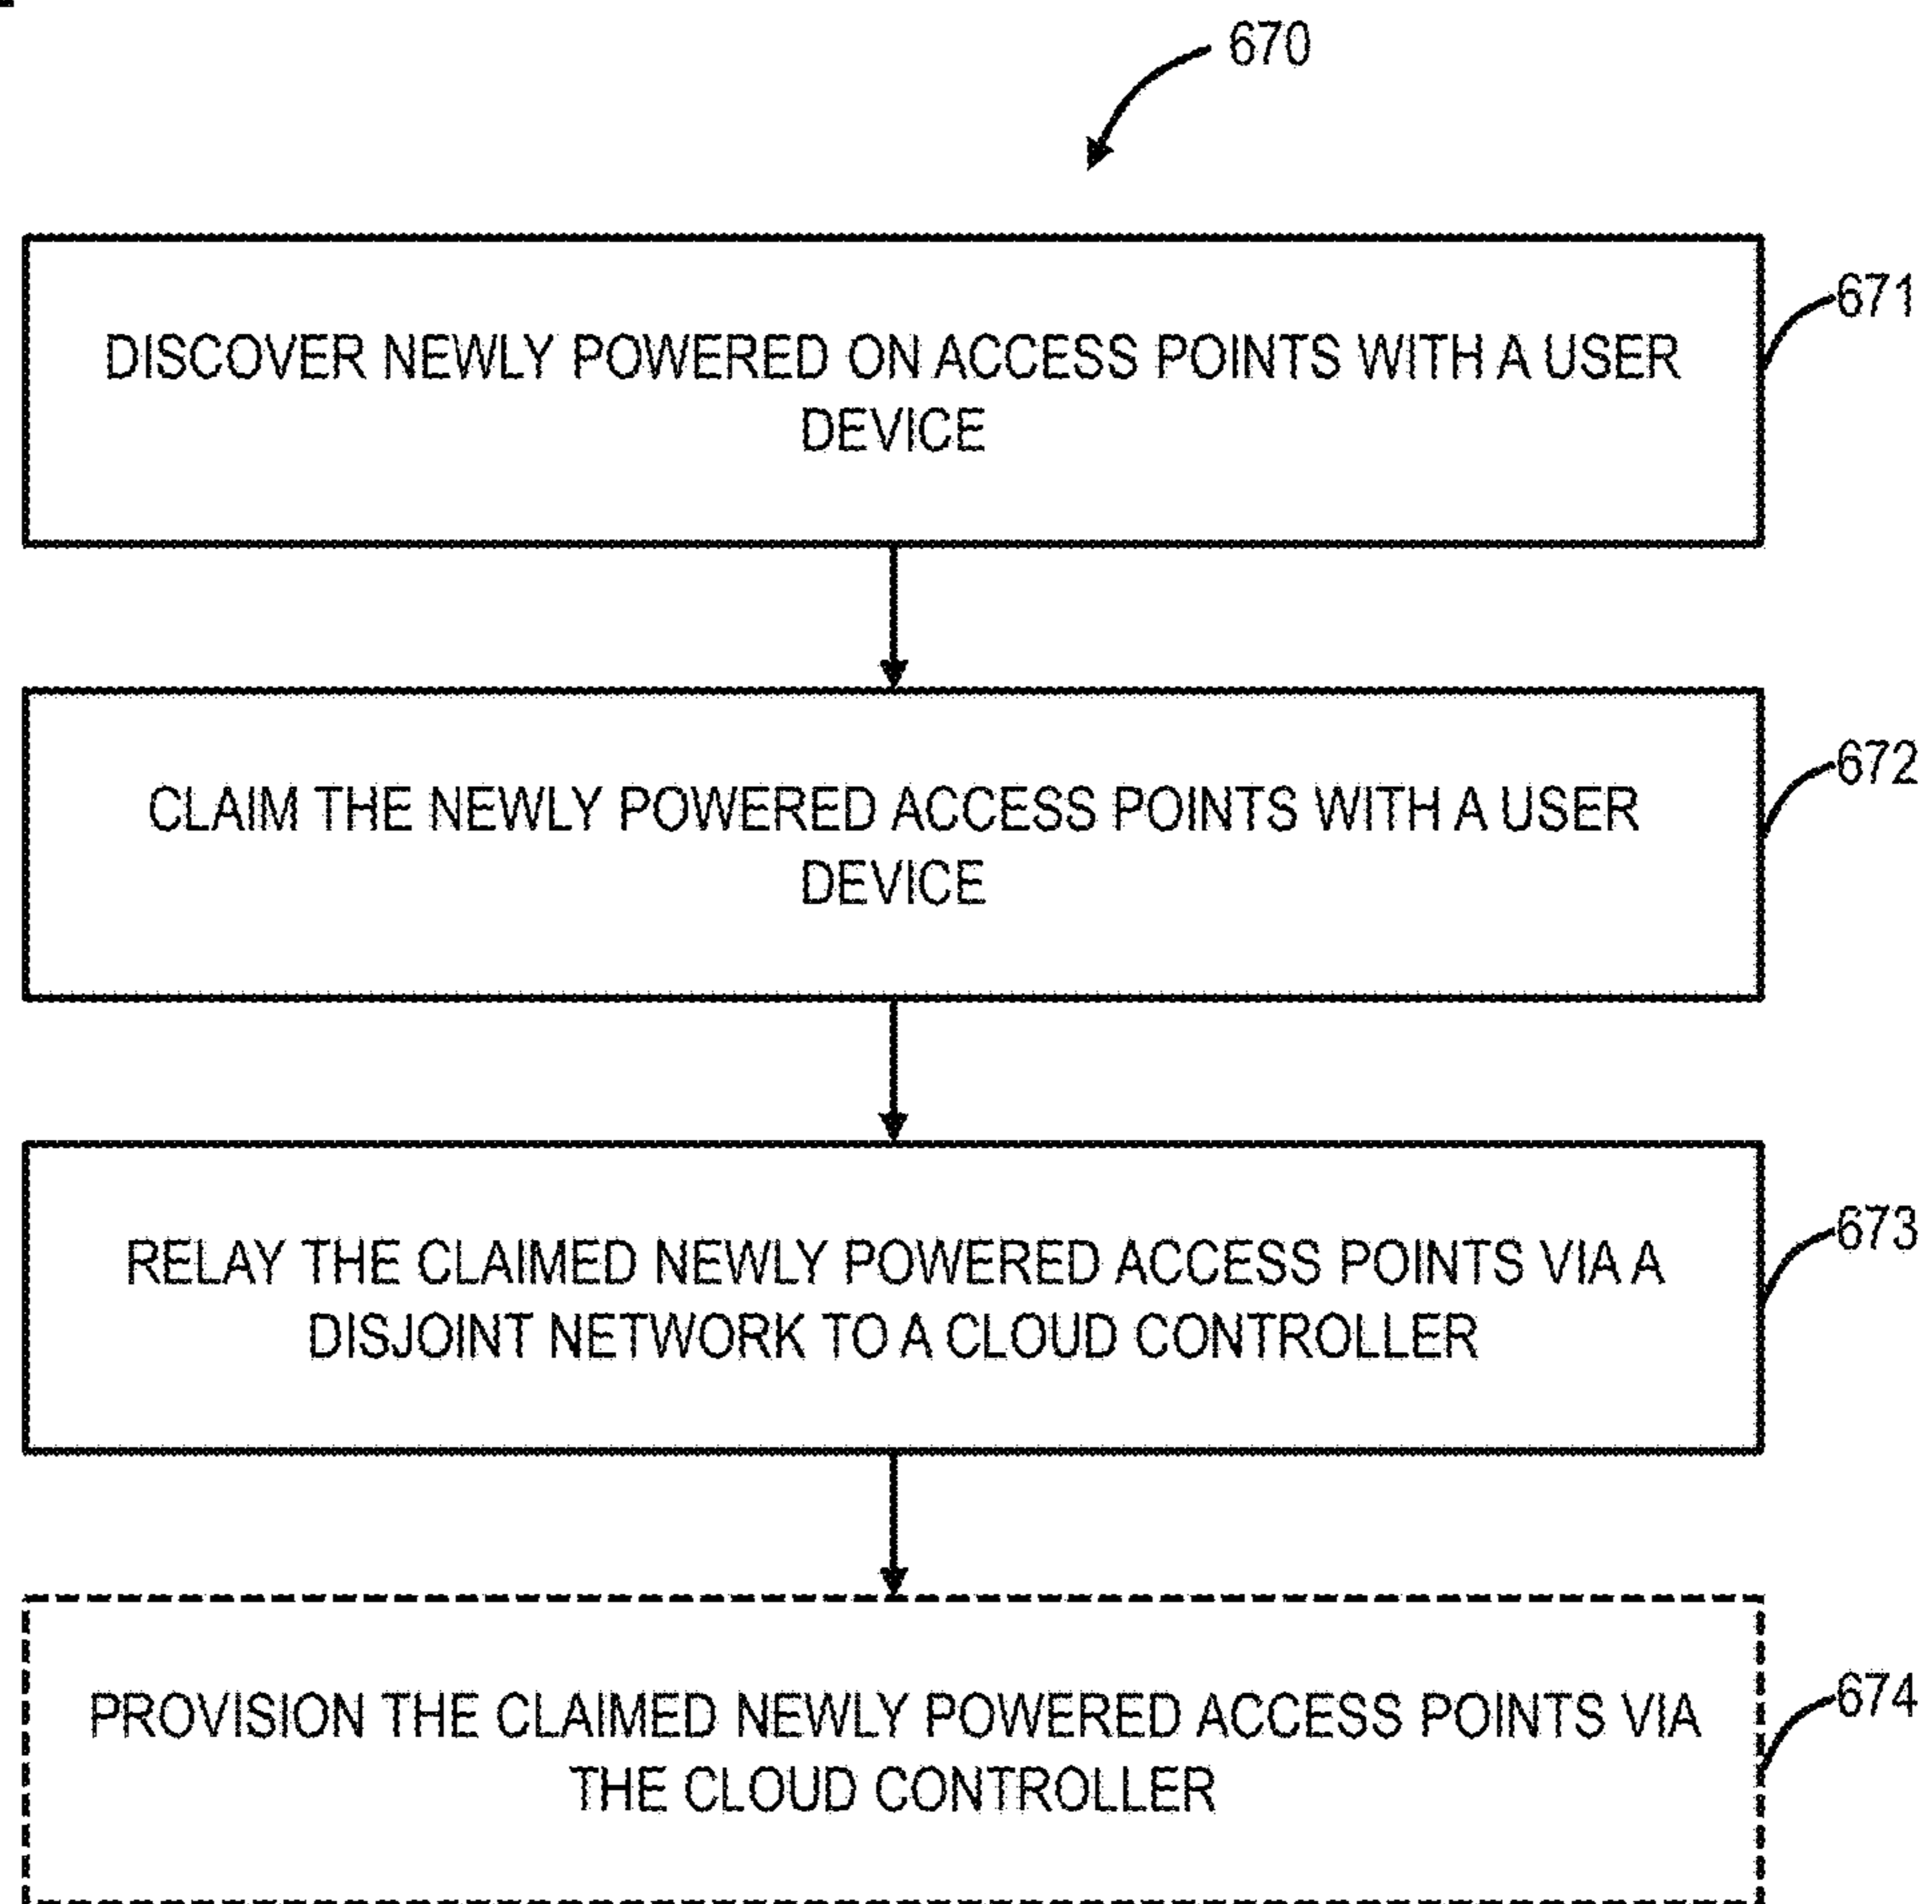 670
DISCOVER NEWLY POWERED ON ACCESS POINTS WITH A USER
DEVICE
671
CLAIM THE NEWLY POWERED ACCESS POINTS WITH A USER
DEVICE
672
RELAY THE CLAIMED NEWLY POWERED ACCESS POINTS VIA A
DISJOINT NETWORK TO A CLOUD CONTROLLER
673
PROVISION THE CLAIMED NEWLY POWERED ACCESS POINTS VIA
THE CLOUD CONTROLLER
674